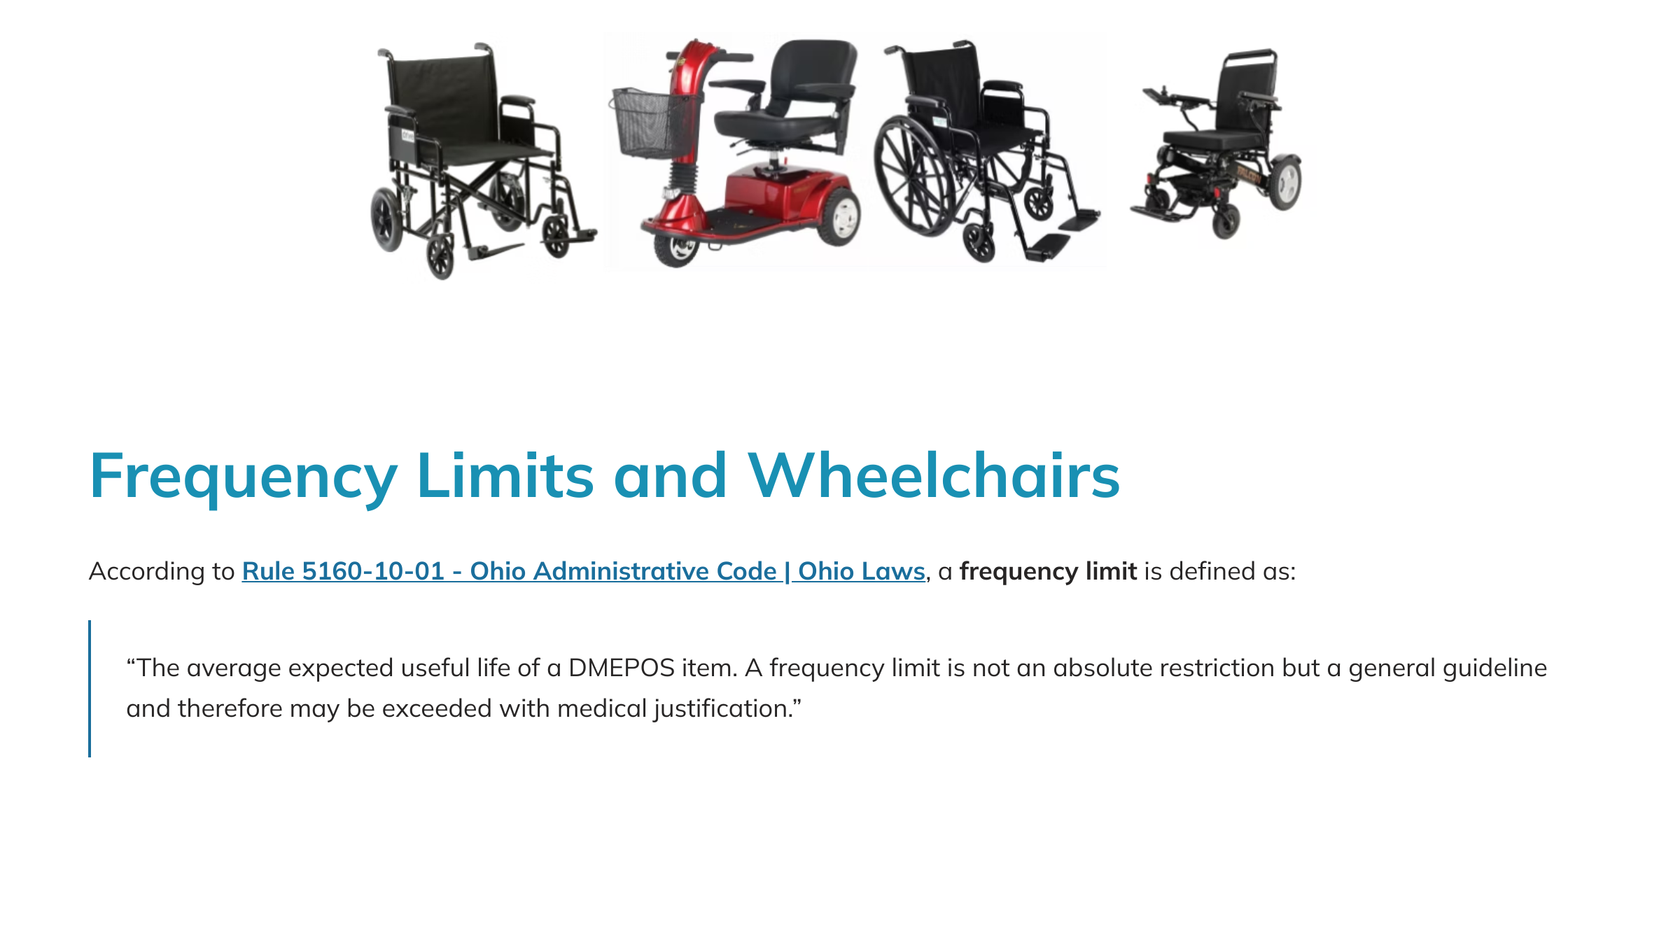 Frequency Limits and Wheelchairs
According to Rule 5160-10-01 - Ohio Administrative Code | Ohio Laws, a frequency limit is defined as:
“The average expected useful life of a DMEPOS item. A frequency limit is not an absolute restriction but a general guideline
and therefore may be exceeded with medical justification.”